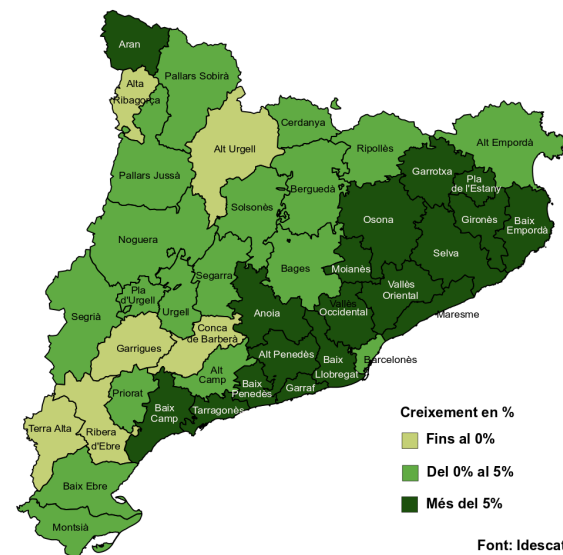 Aran
Pallars Sobirà
Alta
Ribagorça
Cerdanya
Alt Empordà
Alt Urgell
Ripollès
Garrotxa
Pla
de l'Estany
Pallars Jussà
Berguedà
Solsonès
Osona
Gironès
Baix
Empordà
Noguera
Selva
Segarra
Bages
Moianès
Vallès
Oriental
Pla
d'Urgell
Urgell
Segrià
Anoia
Vallès
Occidental
Maresme
Conca
de Barberà
Garrigues
Alt Penedès
Baix
Llobregat
Barcelonès
Alt
Camp
Priorat
Baix
Penedès
Garraf
Baix
Camp
Tarragonès
Terra Alta
Ribera
d'Ebre
Baix Ebre
Montsià
Creixement en %
Fins al 0%
Del 0% al 5%
Més del 5%
Font: Idescat